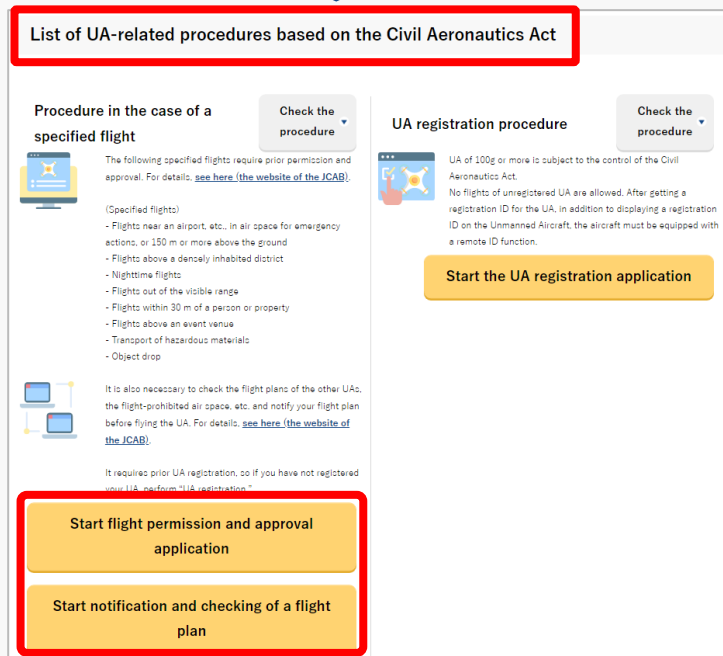 List of UA-related procedures based on the Civil Aeronautics Act
Procedure in the case of a
specified flight
Check the
procedure
The following specified flights require prior permission and
approval. For details, see here (the website of the JCAB).
(Specified flights)
- Flights near an airport, etc., in air space for emergency
actions, or 150 m or more above the ground
- Flights above a densely inhabited district
- Nighttime flights
- Flights out of the visible range
- Flights within 30 m of a person or property
- Flights above an event venue
- Transport of hazardous materials
- Object drop
It is also necessary to check the flight plans of the other UAs,
the flight-prohibited air space, etc. and notify your flight plan
before flying the UA. For details, see here (the website of
the JCAB).
It requires prior UA registration, so if you have not registered
your UA, perform "UA registration."
Start flight permission and approval
application
Start notification and checking of a flight
plan
UA registration procedure
Check the
procedure
UA of 100g or more is subject to the control of the Civil
Aeronautics Act.
No flights of unregistered UA are allowed. After getting a
registration ID for the UA, in addition to displaying a registration
ID on the Unmanned Aircraft, the aircraft must be equipped with
a remote ID function.
Start the UA registration application